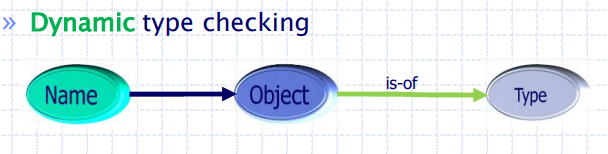 » Dynamic type checking
Name
Object
is-of
Type